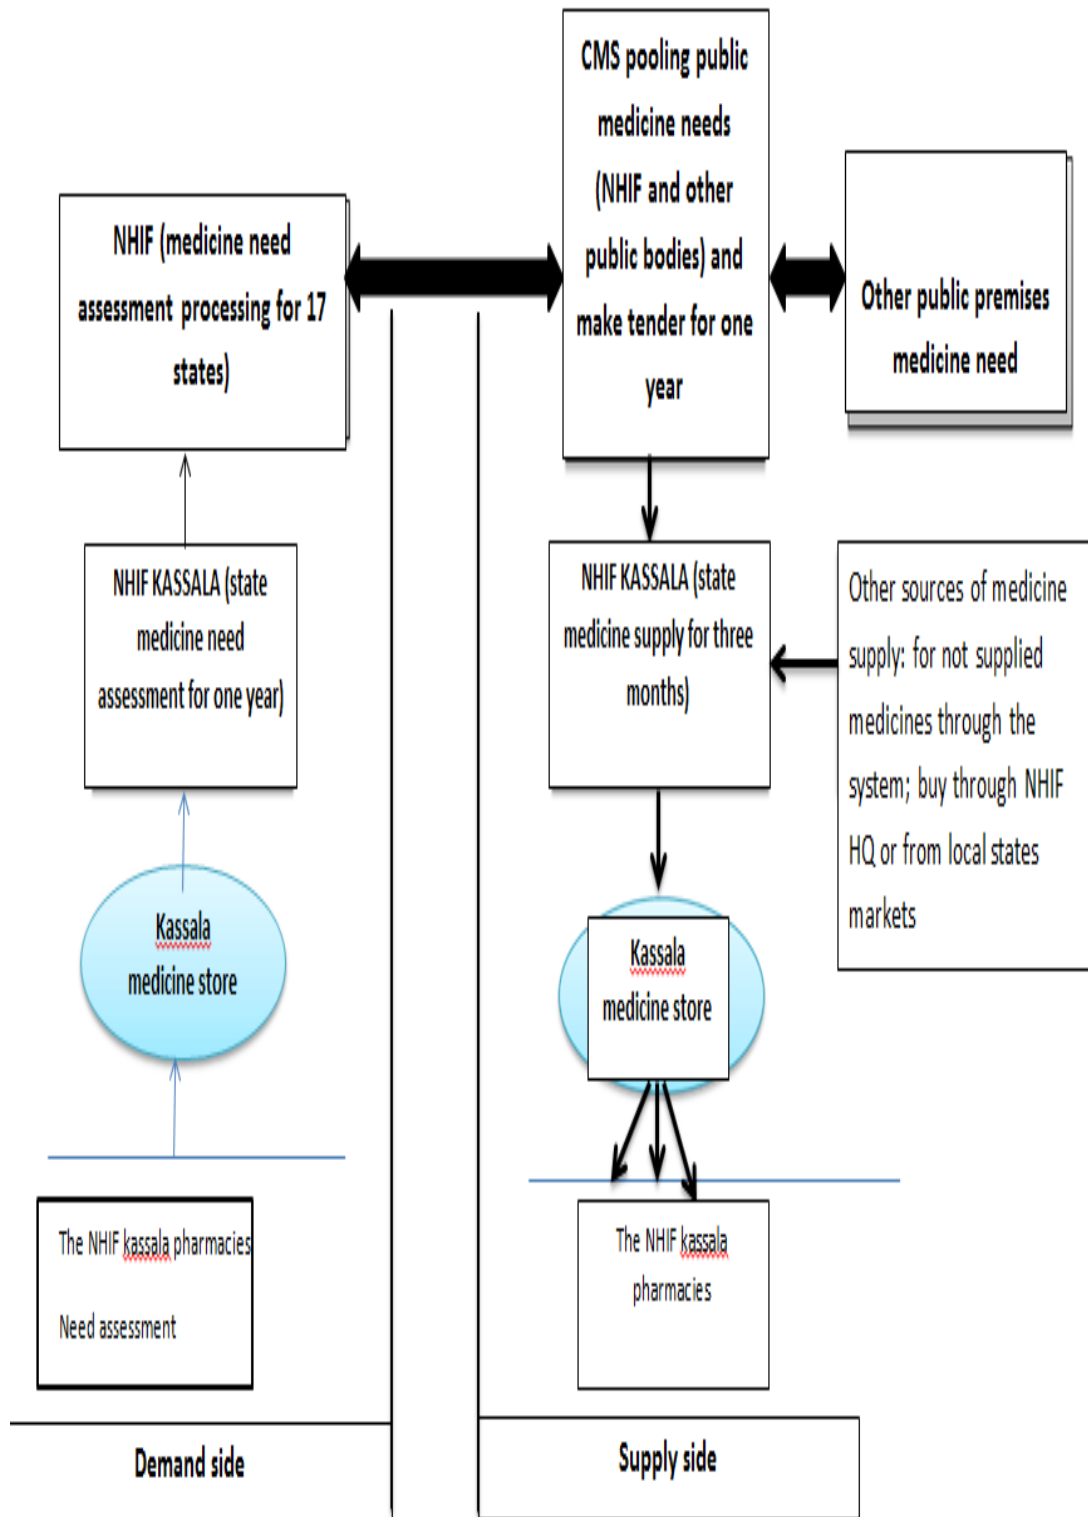 CMS pooling public
medicine needs
(NHIF and other
public bodies) and
make tender for one
year
NHIF (medicine need
assessment processing for 17
states)
Other public premises
medicine need
NHIF KASSALA (state
medicine need
assessment for one year)
NHIF KASSALA (state
medicine supply for three
months)
Other sources of medicine
supply: for not supplied
medicines through the
system; buy through NHIF
HQ or from local states
markets
Kassala
medicine store
Kassala
medicine store
The NHIF kassala pharmacies
Need assessment
The NHIF kassala
pharmacies
Demand side
Supply side